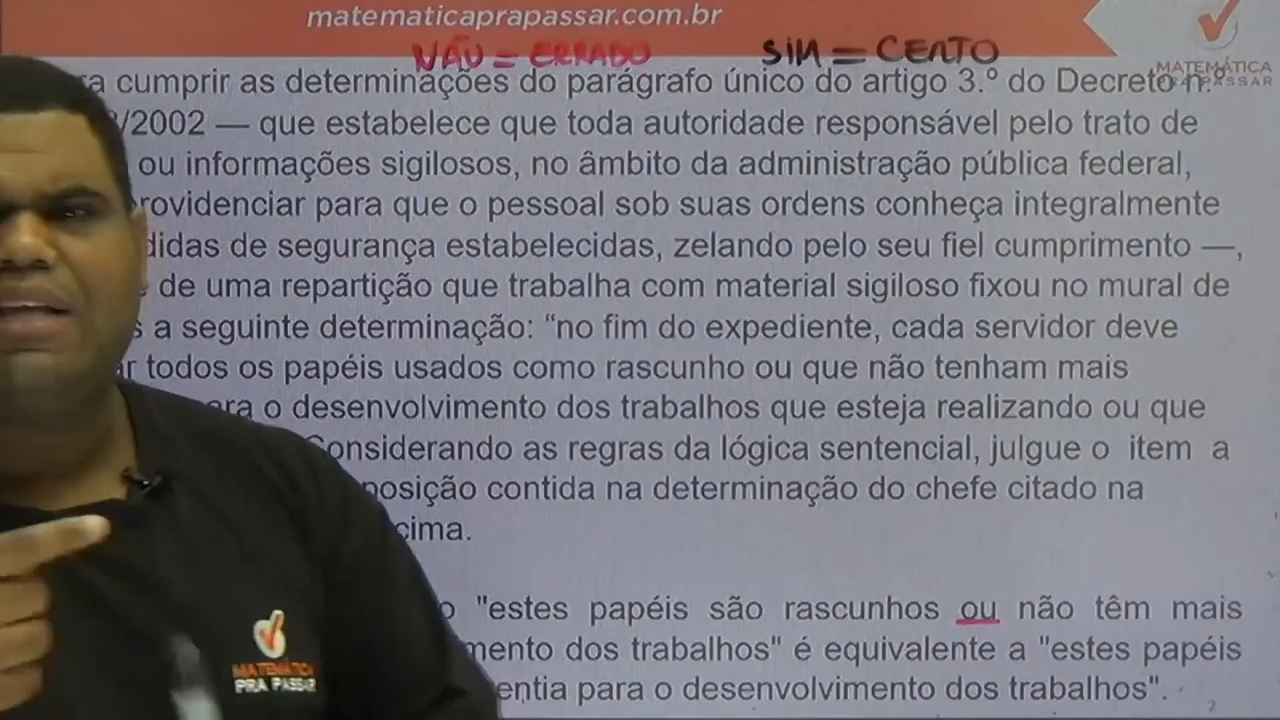 matematicaprapassar.com.br
NÃO = ERRADO SIM = CERTO
MATEMÁTICA
PRA PASSAR
cumprir as determinações do parágrafo único do artigo 3.º do Decreto n.º
/2002 — que estabelece que toda autoridade responsável pelo trato de
ou informações sigilosos, no âmbito da administração pública federal,
rovidenciar para que o pessoal sob suas ordens conheça integralmente
didas de segurança estabelecidas, zelando pelo seu fiel cumprimento —,
de uma repartição que trabalha com material sigiloso fixou no mural de
s a seguinte determinação: “no fim do expediente, cada servidor deve
ar todos os papéis usados como rascunho ou que não tenham mais
ara o desenvolvimento dos trabalhos que esteja realizando ou que
Considerando as regras da lógica sentencial, julgue o item a
posição contida na determinação do chefe citado na
cima.
o "estes papéis são rascunhos ou não têm mais
mento dos trabalhos" é equivalente a "estes papéis
entia para o desenvolvimento dos trabalhos".
2
MATEMÁTICA
PRA PASSAR